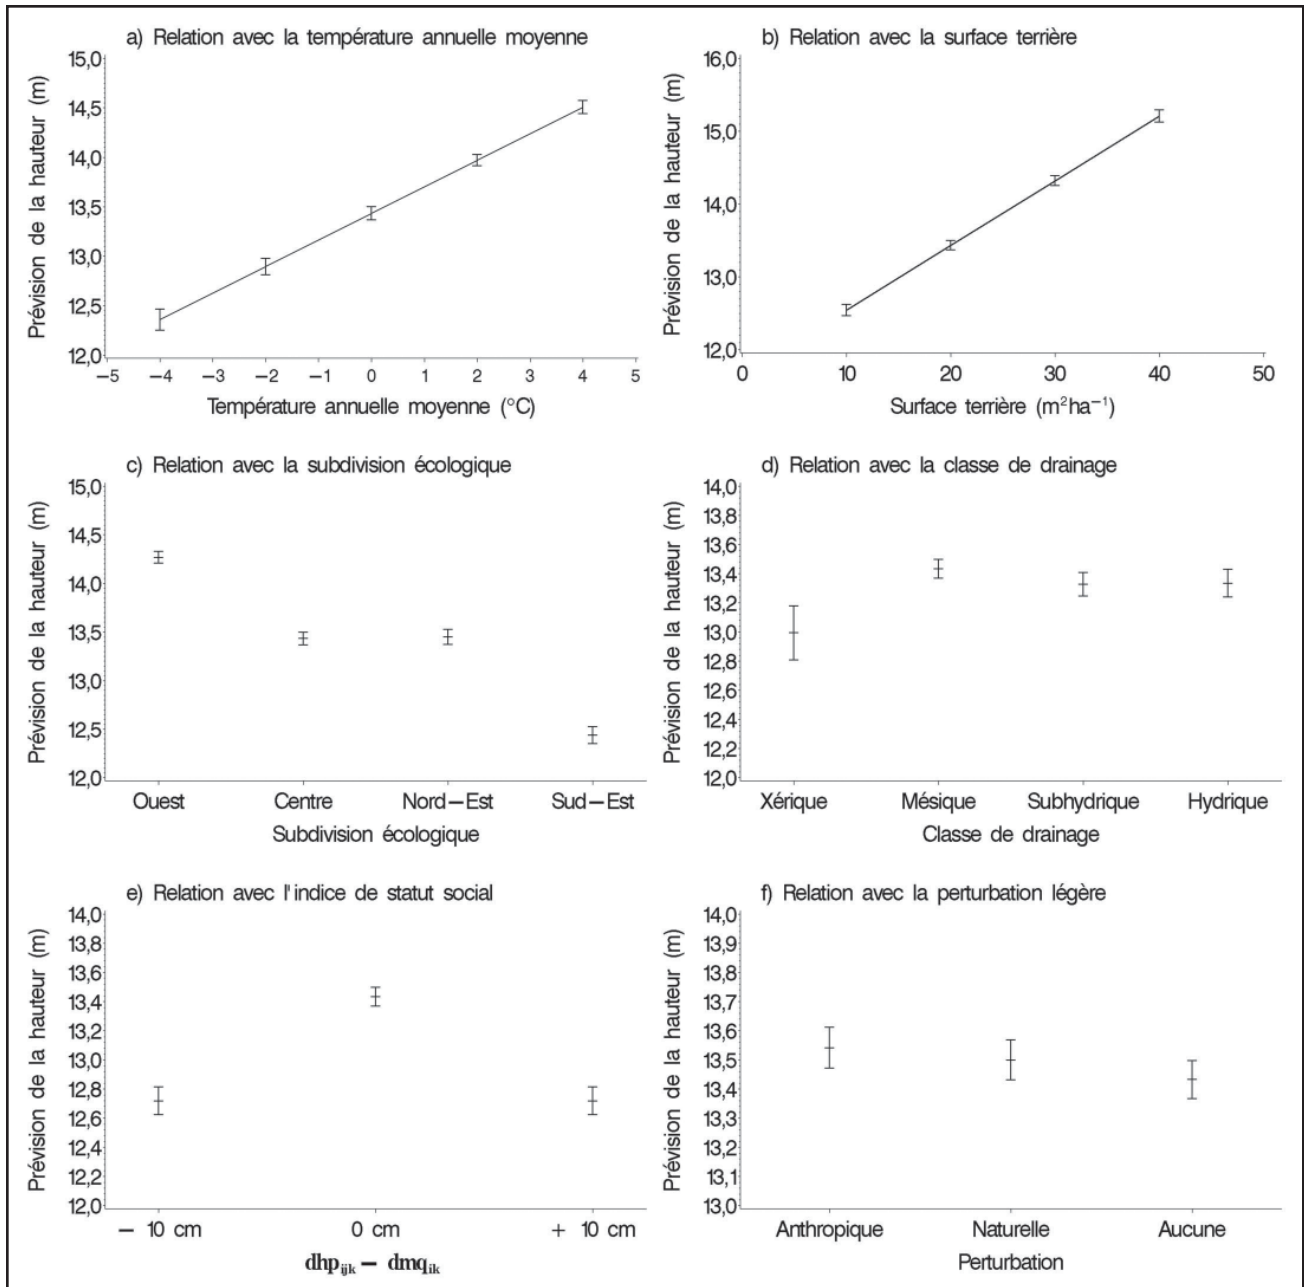 a) Relation avec la température annuelle moyenne
Prévision de la hauteur (m)
15,0
14,5
14,0
13,5
13,0
12,5
12,0
−5 −4 −3 −2 −1 0 1 2 3 4 5
Température annuelle moyenne (°C)
b) Relation avec la surface terrière
Prévision de la hauteur (m)
16,0
15,0
14,0
13,0
12,0
0 10 20 30 40 50
Surface terrière (m²ha⁻¹)
c) Relation avec la subdivision écologique
Prévision de la hauteur (m)
15,0
14,5
14,0
13,5
13,0
12,5
12,0
Ouest Centre Nord−Est Sud−Est
Subdivision écologique
d) Relation avec la classe de drainage
Prévision de la hauteur (m)
14,0
13,8
13,6
13,4
13,2
13,0
12,8
12,6
12,4
12,2
12,0
Xérique Mésique Subhydrique Hydrique
Classe de drainage
e) Relation avec l'indice de statut social
Prévision de la hauteur (m)
14,0
13,8
13,6
13,4
13,2
13,0
12,8
12,6
12,4
12,2
12,0
− 10 cm 0 cm + 10 cm
dhp_ijk − dmq_ik
f) Relation avec la perturbation légère
Prévision de la hauteur (m)
14,0
13,9
13,8
13,7
13,6
13,5
13,4
13,3
13,2
13,1
13,0
Anthropique Naturelle Aucune
Perturbation